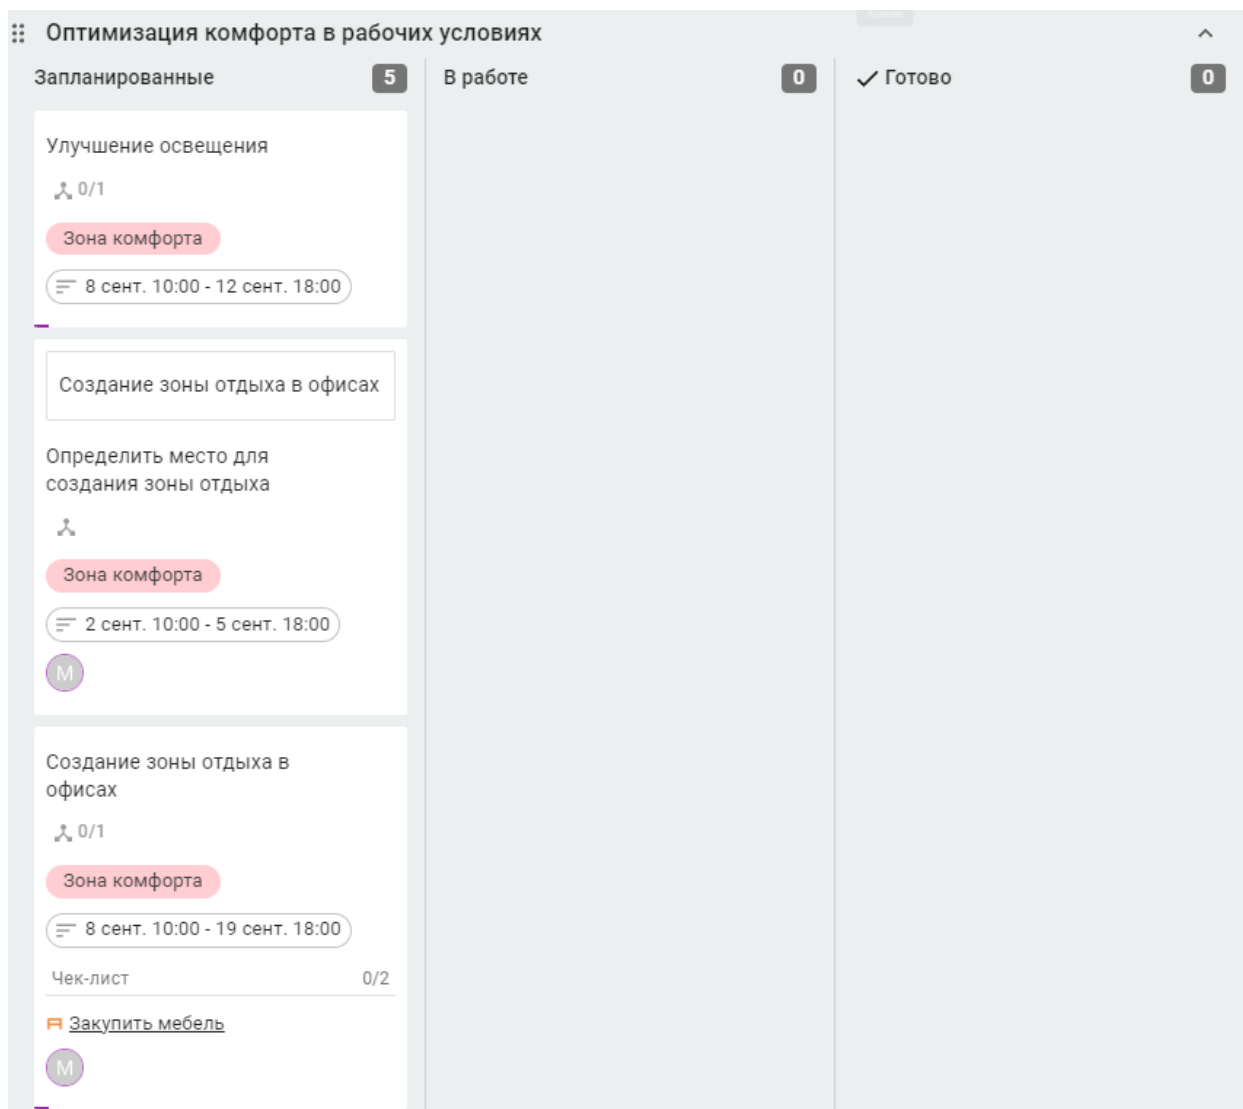 Оптимизация комфорта в рабочих условиях
Запланированные 5
В работе 0
Готово 0
Улучшение освещения
0/1
Зона комфорта
8 сент. 10:00 - 12 сент. 18:00
Создание зоны отдыха в офисах
Определить место для
создания зоны отдыха
Зона комфорта
2 сент. 10:00 - 5 сент. 18:00
М
Создание зоны отдыха в
офисах
0/1
Зона комфорта
8 сент. 10:00 - 19 сент. 18:00
Чек-лист 0/2
Закупить мебель
М